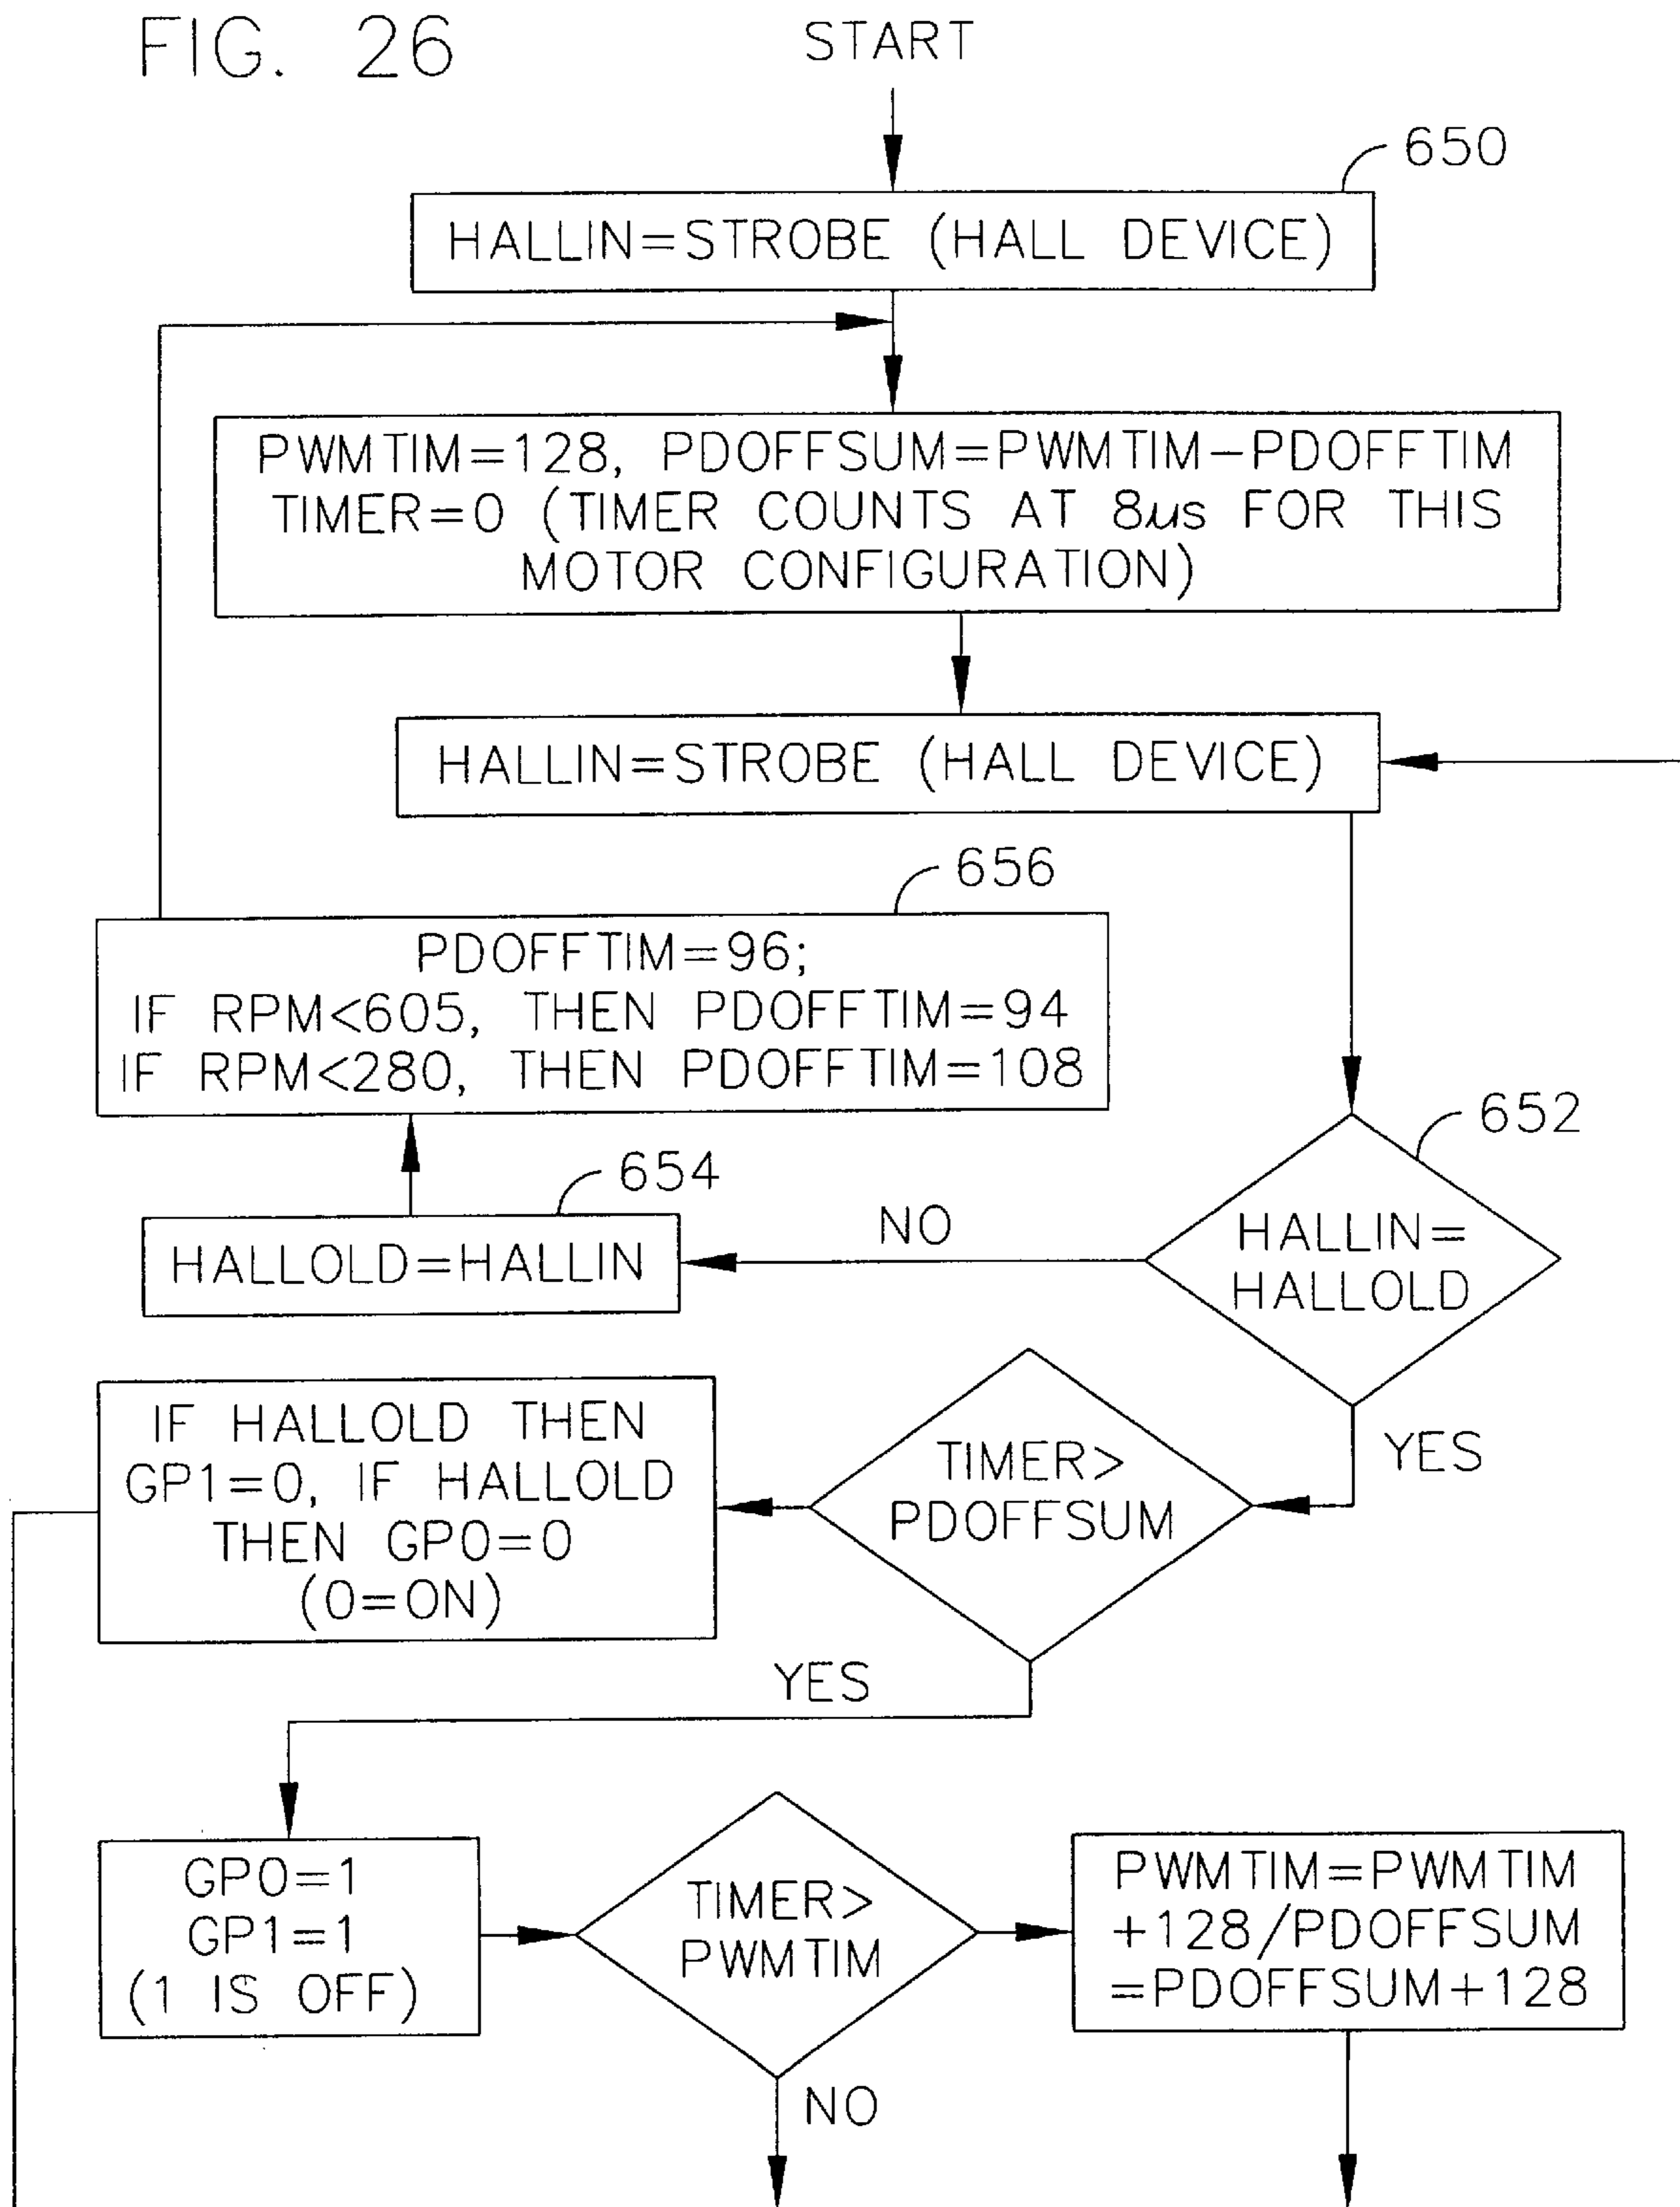 FIG. 26
START
650
HALLIN=STROBE (HALL DEVICE)
PWMTIM=128, PDOFFSUM=PWMTIM-PDOFFTIM
TIMER=0 (TIMER COUNTS AT 8µs FOR THIS
MOTOR CONFIGURATION)
HALLIN=STROBE (HALL DEVICE)
656
PDOFFTIM=96;
IF RPM<605, THEN PDOFFTIM=94
IF RPM<280, THEN PDOFFTIM=108
652
654
NO
HALLOLD=HALLIN
HALLIN=
HALLOLD
YES
IF HALLOLD THEN
GP1=0, IF HALLOLD
THEN GP0=0
(0=ON)
TIMER>
PDOFFSUM
YES
GP0=1
GP1=1
(1 IS OFF)
TIMER>
PWMTIM
PWMTIM=PWMTIM
+128/PDOFFSUM
=PDOFFSUM+128
NO